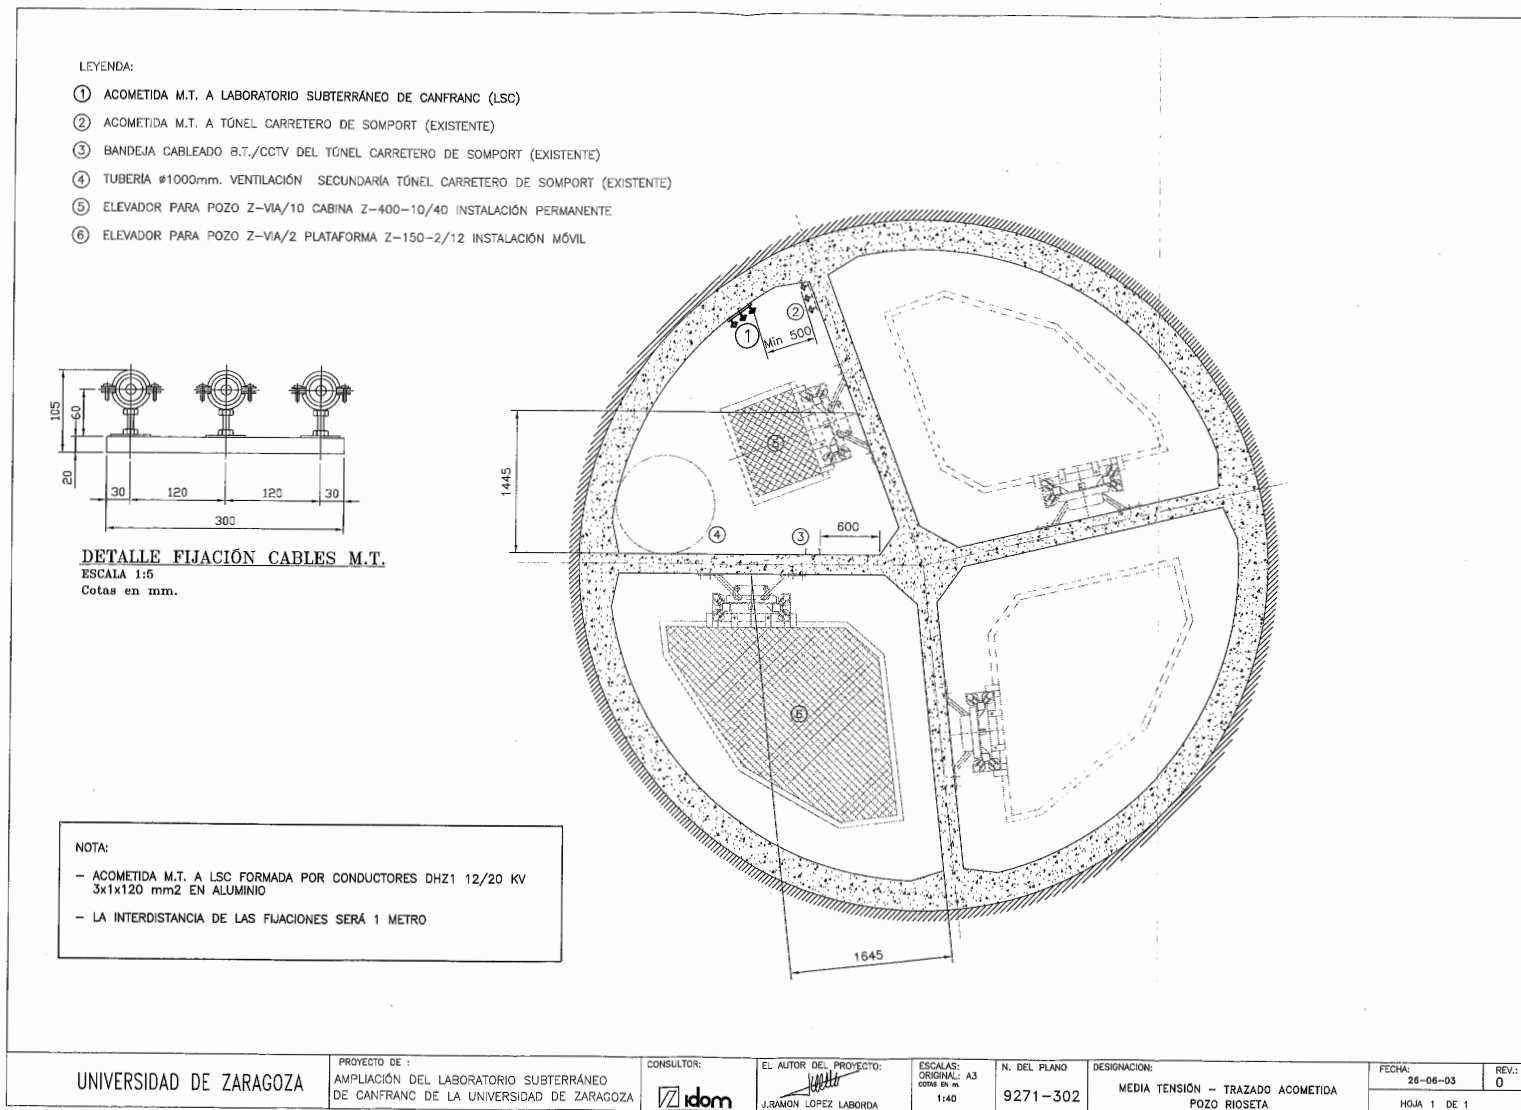 LEYENDA:
① ACOMETIDA M.T. A LABORATORIO SUBTERRÁNEO DE CANFRANC (LSC)
② ACOMETIDA M.T. A TÚNEL CARRETERO DE SOMPORT (EXISTENTE)
③ BANDEJA CABLEADO B.T./CCTV DEL TÚNEL CARRETERO DE SOMPORT (EXISTENTE)
④ TUBERÍA ø1000mm. VENTILACIÓN SECUNDARÍA TÚNEL CARRETERO DE SOMPORT (EXISTENTE)
⑤ ELEVADOR PARA POZO Z-VIA/10 CABINA Z-400-10/40 INSTALACIÓN PERMANENTE
⑥ ELEVADOR PARA POZO Z-VIA/2 PLATAFORMA Z-150-2/12 INSTALACIÓN MÓVIL
①
②
Min 500
⑤
1445
④
③
600
⑥
1645
105
60
20
30
120
120
30
300
DETALLE FIJACIÓN CABLES M.T.
ESCALA 1:5
Cotas en mm.
NOTA:
- ACOMETIDA M.T. A LSC FORMADA POR CONDUCTORES DHZ1 12/20 KV
3x1x120 mm2 EN ALUMINIO
- LA INTERDISTANCIA DE LAS FIJACIONES SERÁ 1 METRO
UNIVERSIDAD DE ZARAGOZA
PROYECTO DE :
AMPLIACIÓN DEL LABORATORIO SUBTERRÁNEO
DE CANFRANC DE LA UNIVERSIDAD DE ZARAGOZA
CONSULTOR:
idom
EL AUTOR DEL PROYECTO:
J.RAMON LOPEZ LABORDA
ESCALAS:
ORIGINAL: A3
COTAS EN m.
1:40
N. DEL PLANO
9271-302
DESIGNACION:
MEDIA TENSIÓN - TRAZADO ACOMETIDA
POZO RIOSETA
FECHA:
26-06-03
HOJA 1 DE 1
REV.:
0